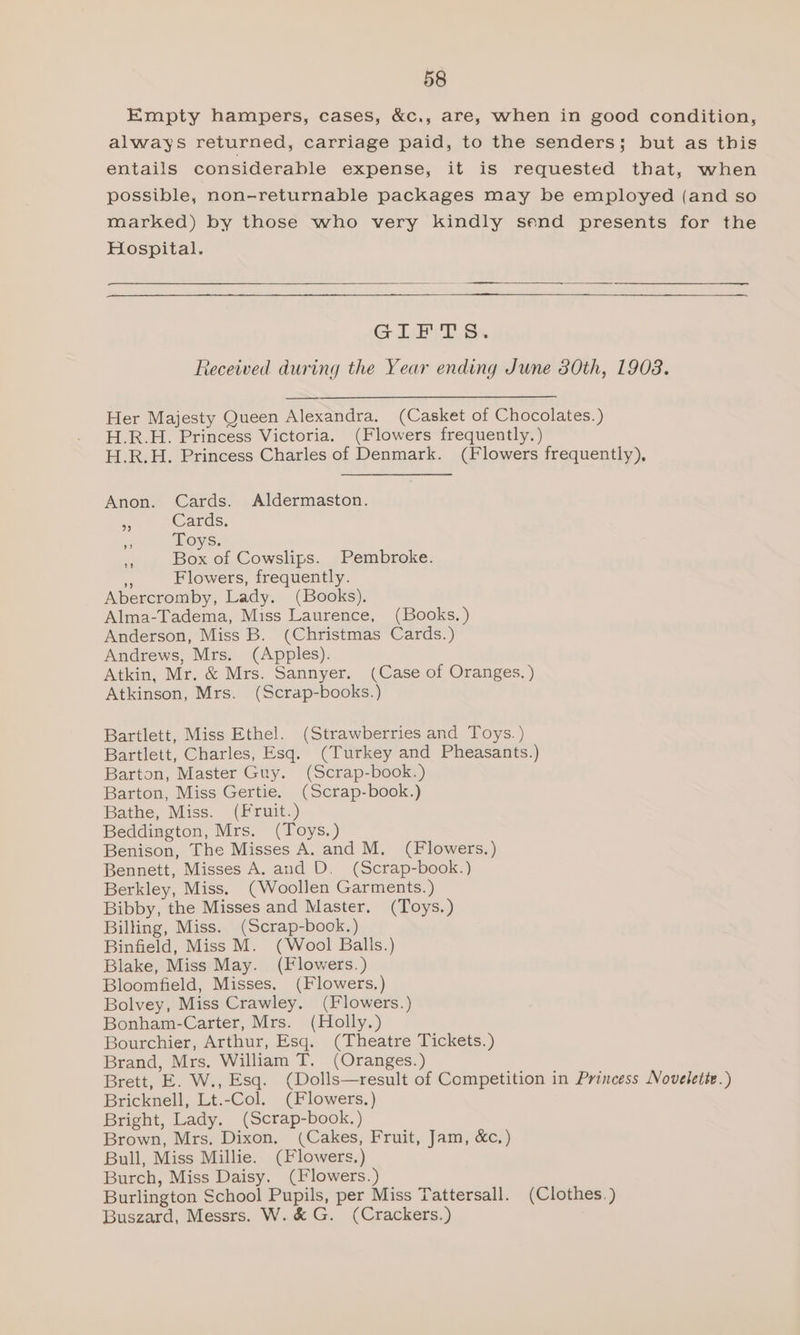 58
Empty hampers, cases, &c., are, when in good condition,
always returned, carriage paid, to the senders; but as this
entails considerable expense, it is requested that, when
possible, non-returnable packages may be employed (and so
marked) by those who very kindly send presents for the
Hospital.
GIFTS.
Received during the Year ending June 30th, 1903.
Her Majesty Queen Alexandra. (Casket of Chocolates.)
H.R.H. Princess Victoria. (Flowers frequently.)
H.R.H. Princess Charles of Denmark. (Flowers frequently).
Anon. Cards. Aldermaston.
„ Cards.
„ Toys.
„ Box of Cowslips. Pembroke.
„ Flowers, frequently.
Abercromby, Lady. (Books).
Alma-Tadema, Miss Laurence, (Books.)
Anderson, Miss B. (Christmas Cards.)
Andrews, Mrs. (Apples).
Atkin, Mr. & Mrs. Sannyer. (Case of Oranges.)
Atkinson, Mrs. (Scrap-books.)
Bartlett, Miss Ethel. (Strawberries and Toys.)
Bartlett, Charles, Esq. (Turkey and Pheasants.)
Barton, Master Guy. (Scrap-book.)
Barton, Miss Gertie. (Scrap-book.)
Bathe, Miss. (Fruit.)
Beddington, Mrs. (Toys.)
Benison, The Misses A. and M. (Flowers.)
Bennett, Misses A. and D. (Scrap-book.)
Berkley, Miss. (Woollen Garments.)
Bibby, the Misses and Master. (Toys.)
Billing, Miss. (Scrap-book.)
Binfield, Miss M. (Wool Balls.)
Blake, Miss May. (Flowers.)
Bloomfield, Misses. (Flowers.)
Bolvey, Miss Crawley. (Flowers.)
Bonham-Carter, Mrs. (Holly.)
Bourchier, Arthur, Esq. (Theatre Tickets.)
Brand, Mrs. William T. (Oranges.)
Brett, E. W., Esq. (Dolls—result of Competition in Princess Novelette.)
Bricknell, Lt.-Col. (Flowers.)
Bright, Lady. (Scrap-book.)
Brown, Mrs. Dixon. (Cakes, Fruit, Jam, &c.)
Bull, Miss Millie. (Flowers.)
Burch, Miss Daisy. (Flowers.)
Burlington School Pupils, per Miss Tattersall. (Clothes.)
Buszard, Messrs. W. & G. (Crackers.)